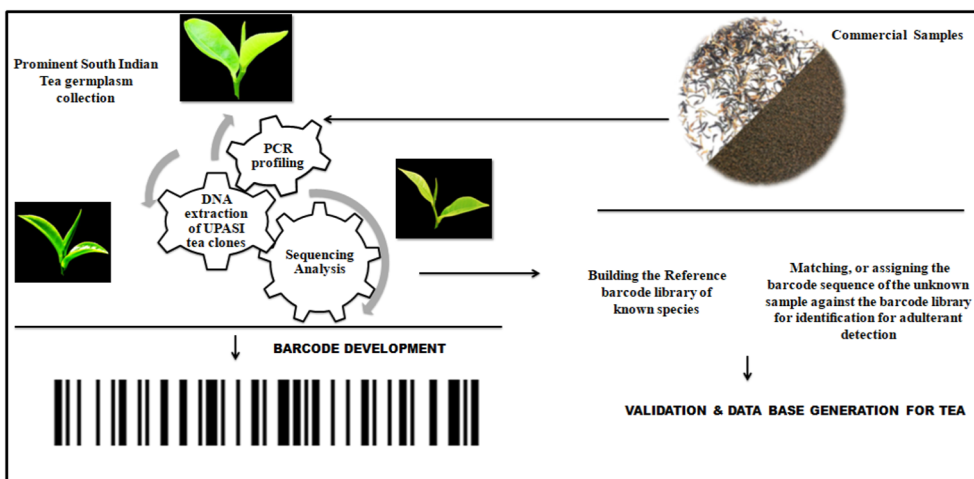 Prominent South Indian
Tea germplasm
collection
Commercial Samples
PCR
profiling
DNA
extraction
of UPASI
tea clones
Sequencing
Analysis
Building the Reference
barcode library of
known species
Matching, or assigning the
barcode sequence of the unknown
sample against the barcode library
for identification for adulterant
detection
BARCODE DEVELOPMENT
VALIDATION & DATA BASE GENERATION FOR TEA